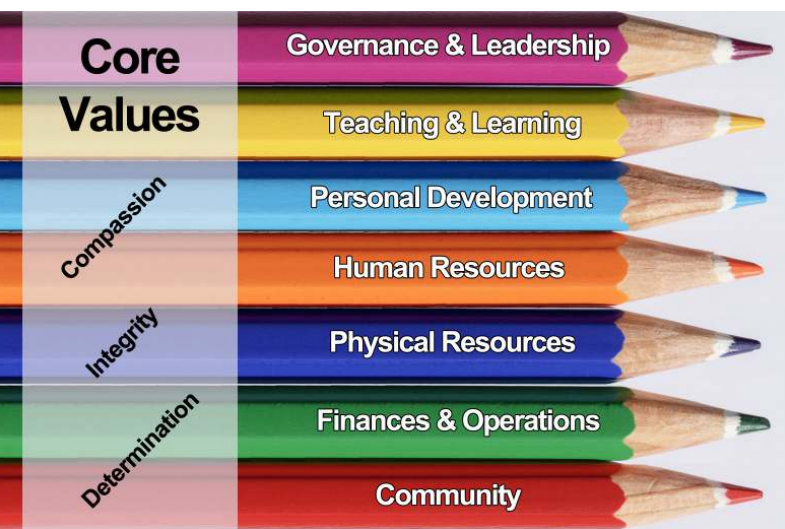 Core
Values
Compassion
Integrity
Determination
Governance & Leadership
Teaching & Learning
Personal Development
Human Resources
Physical Resources
Finances & Operations
Community